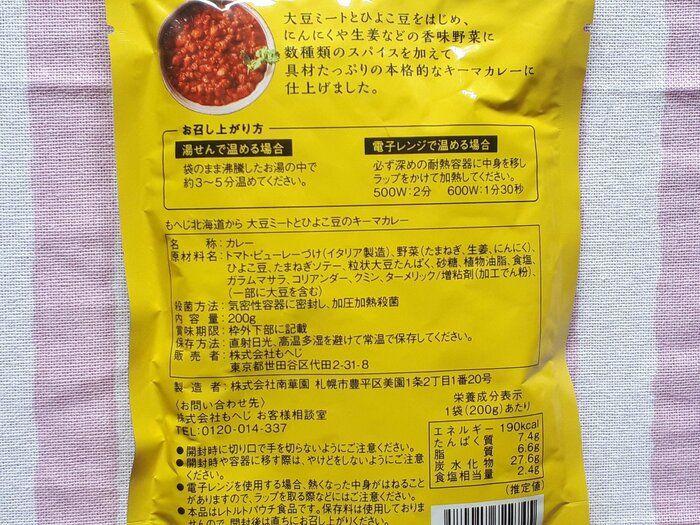 大豆ミートとひよこ豆をはじめ、
にんにくや生姜などの香味野菜に
数種類のスパイスを加えて
具材たっぷりの本格的なキーマカレーに
仕上げました。
お召し上がり方
湯せんで温める場合
袋のまま沸騰したお湯の中で
約3～5分温めてください。
電子レンジで温める場合
必ず深めの耐熱容器に中身を移し
ラップをかけて加熱してください。
500W:2分 600W:1分30秒
もへじ北海道から 大豆ミートとひよこ豆のキーマカレー
名称:カレー
原材料名:トマト・ピューレーづけ(イタリア製造)、野菜(たまねぎ、生姜、にんにく)、
ひよこ豆、たまねぎソテー、粒状大豆たんぱく、砂糖、植物油脂、食塩、
ガラムマサラ、コリアンダー、クミン、ターメリック/増粘剤(加工でん粉)、
(一部に大豆を含む)
殺菌方法:気密性容器に密封し、加圧加熱殺菌
内容量:200g
賞味期限:枠外下部に記載
保存方法:直射日光、高温多湿を避けて常温で保存してください。
販売者:株式会社もへじ
東京都世田谷区代田2-31-8
製造者:株式会社南華園 札幌市豊平区美園1条2丁目1番20号
〈お問い合わせ先〉
株式会社もへじ お客様相談室
TEL:0120-014-337
栄養成分表示
1袋(200g)あたり
エネルギー 190kcal
たんぱく質 7.4g
脂質 6.6g
炭水化物 27.6g
食塩相当量 2.4g
(推定値)
●開封時に切り口で手を切らないようにご注意ください。
●開封時や容器に移す際は、やけどをしないようにご注意
ください。
●電子レンジを使用する場合、熱くなった中身がはねること
がありますので、ラップを取る際などにはご注意ください。
●本品はレトルトパウチ食品です。保存料は使用しておりま
せんので、開封後は直ちにお召し上がりください。